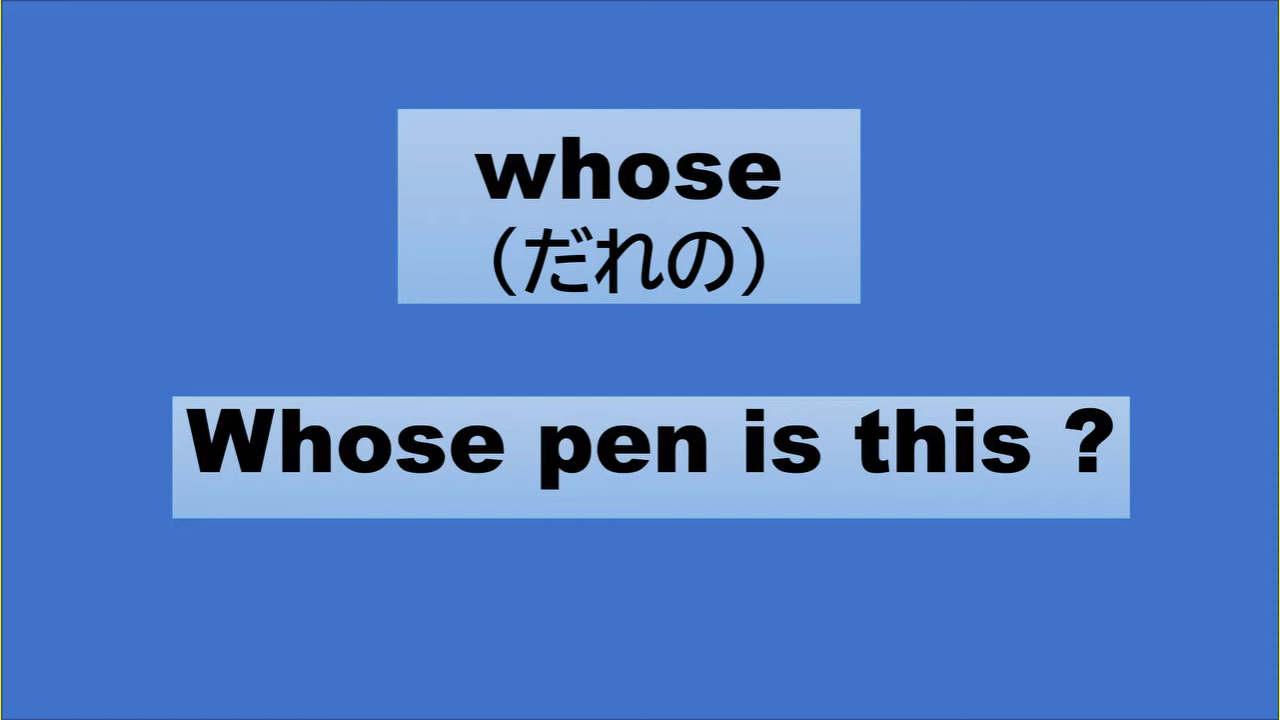 whose
（だれの）
Whose pen is this ?